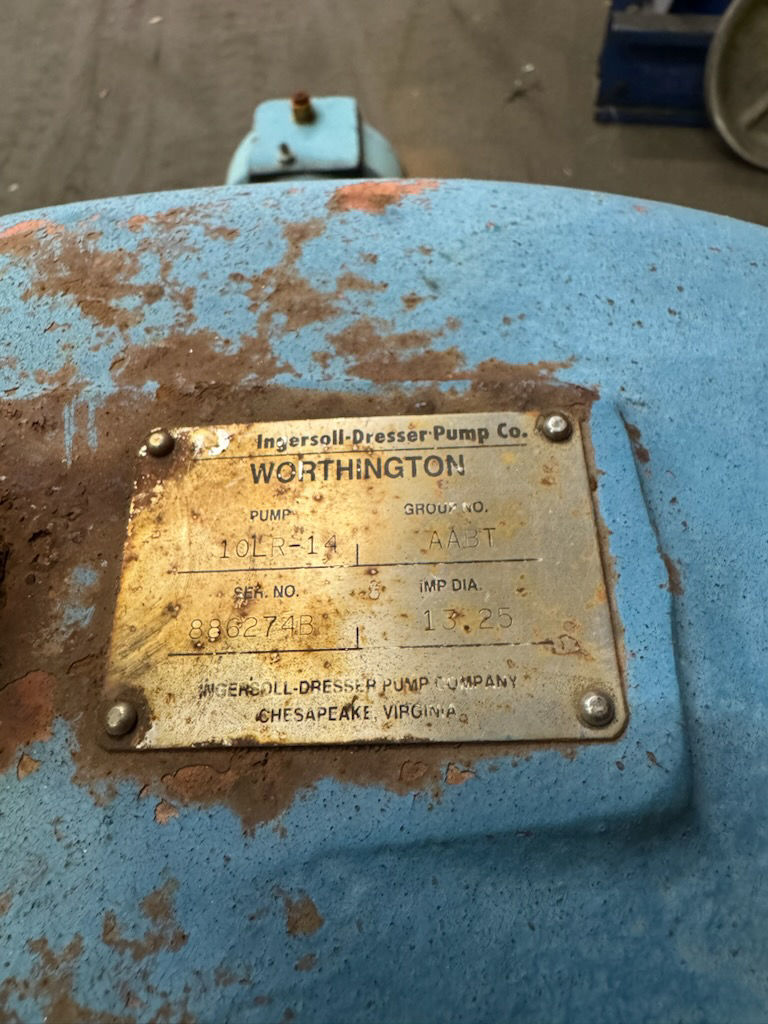 Ingersoll-Dresser Pump Co.
WORTHINGTON
PUMP GROUP NO.
10LR-14 AABT
SER. NO. IMP DIA.
886274B 13.25
INGERSOLL-DRESSER PUMP COMPANY
CHESAPEAKE, VIRGINIA